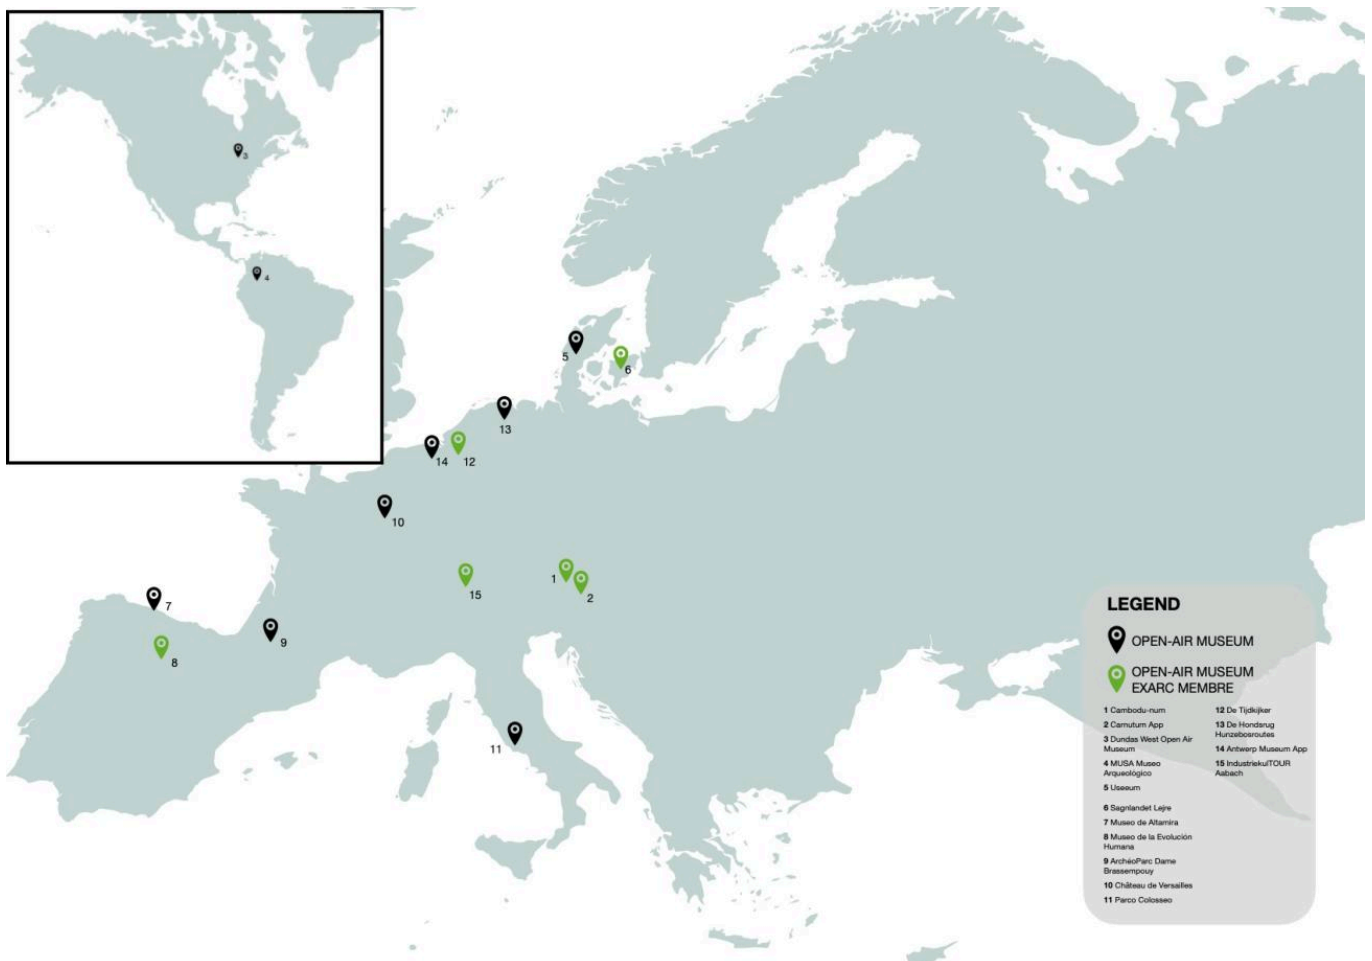 3
4
5
6
13
14
12
10
1
2
15
7
8
9
11
LEGEND
OPEN-AIR MUSEUM
OPEN-AIR MUSEUM
EXARC MEMBRE
1 Cambodu-num
2 Carnutum App
3 Dundas West Open Air
Museum
4 MUSA Museo
Arqueológico
5 Useeum
6 Sagnlandet Lejre
7 Museo de Altamira
8 Museo de la Evolución
Humana
9 ArchéoParc Dame
Brassempouy
10 Château de Versailles
11 Parco Colosseo
12 De Tijdkijker
13 De Hondsrug
Hunzebosroutes
14 Antwerp Museum App
15 IndustriekulTOUR
Aabach